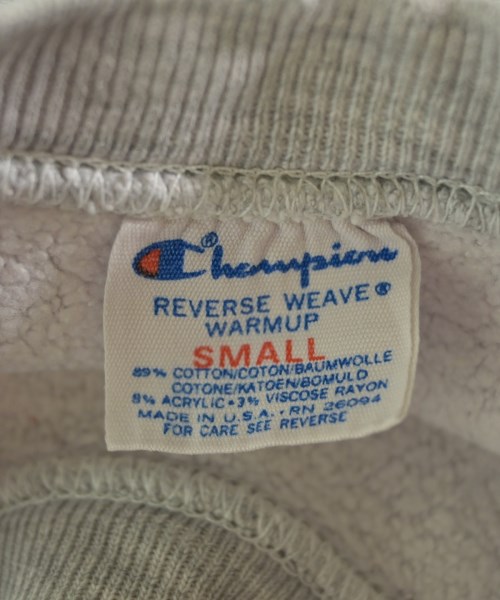 Champion®
REVERSE WEAVE®
WARMUP
SMALL
89% COTTON/COTON/BAUMWOLLE
COTONE/KATOEN/BOMULD
8% ACRYLIC•3% VISCOSE RAYON
MADE IN U.S.A.•RN 26094
FOR CARE SEE REVERSE